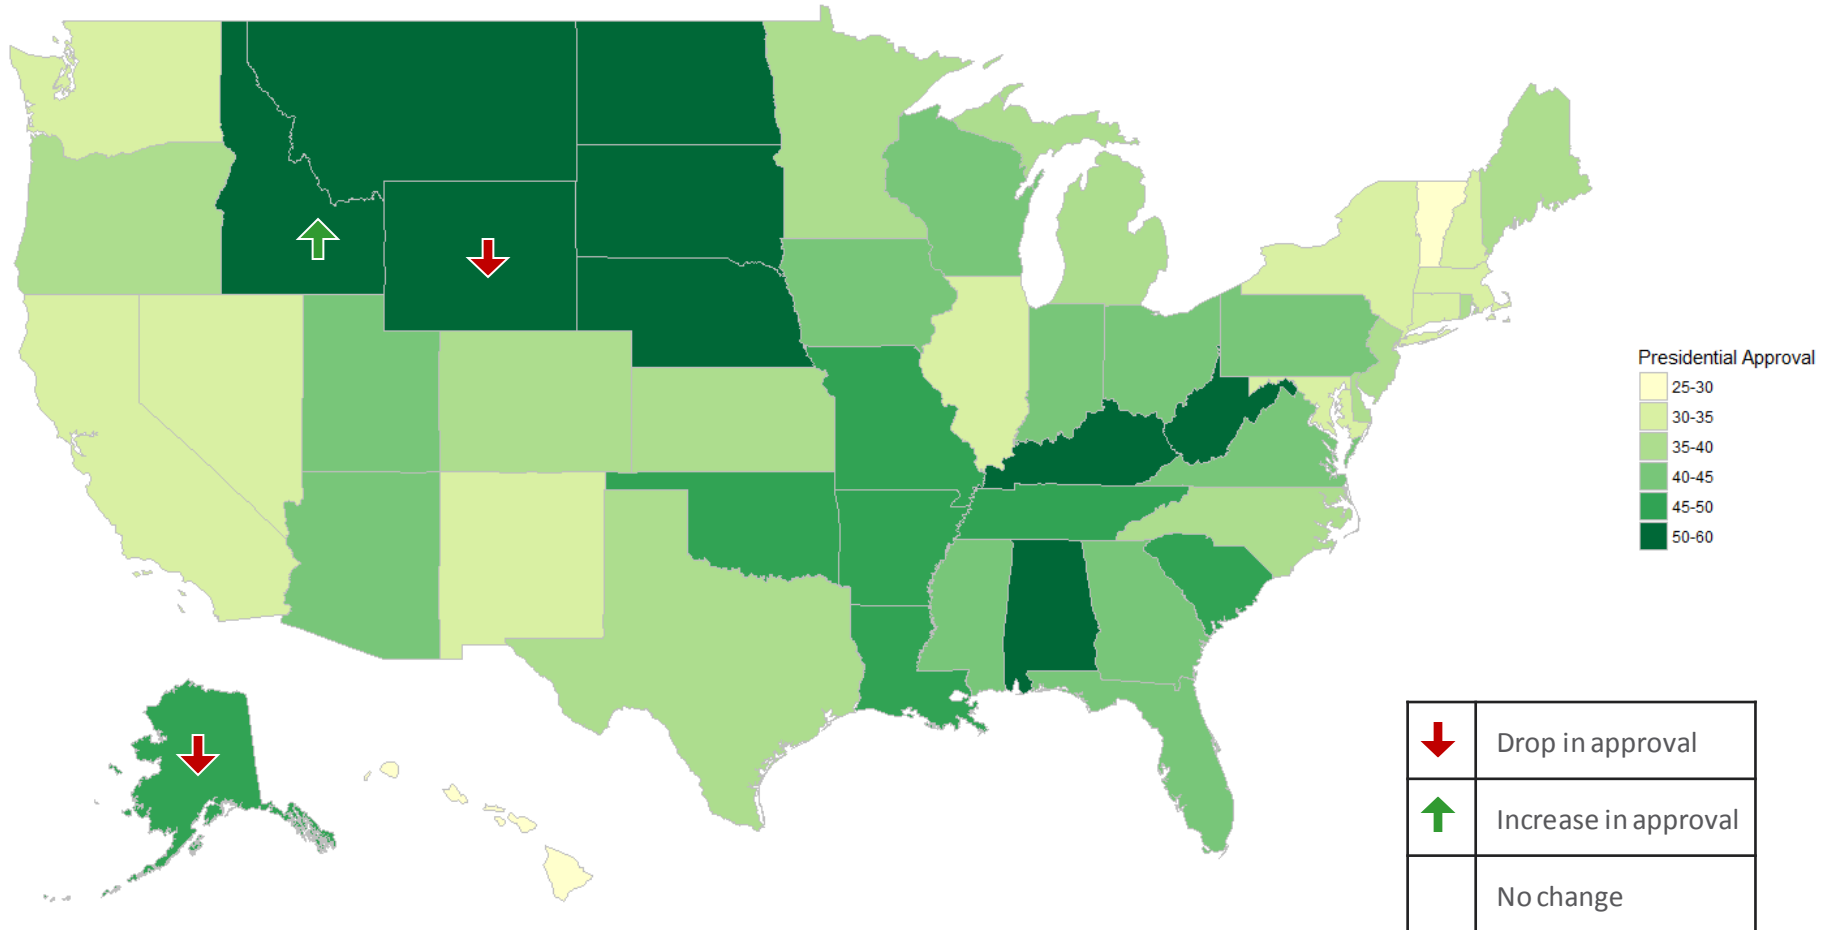 Presidential Approval
25-30
30-35
35-40
40-45
45-50
50-60
Drop in approval
Increase in approval
No change